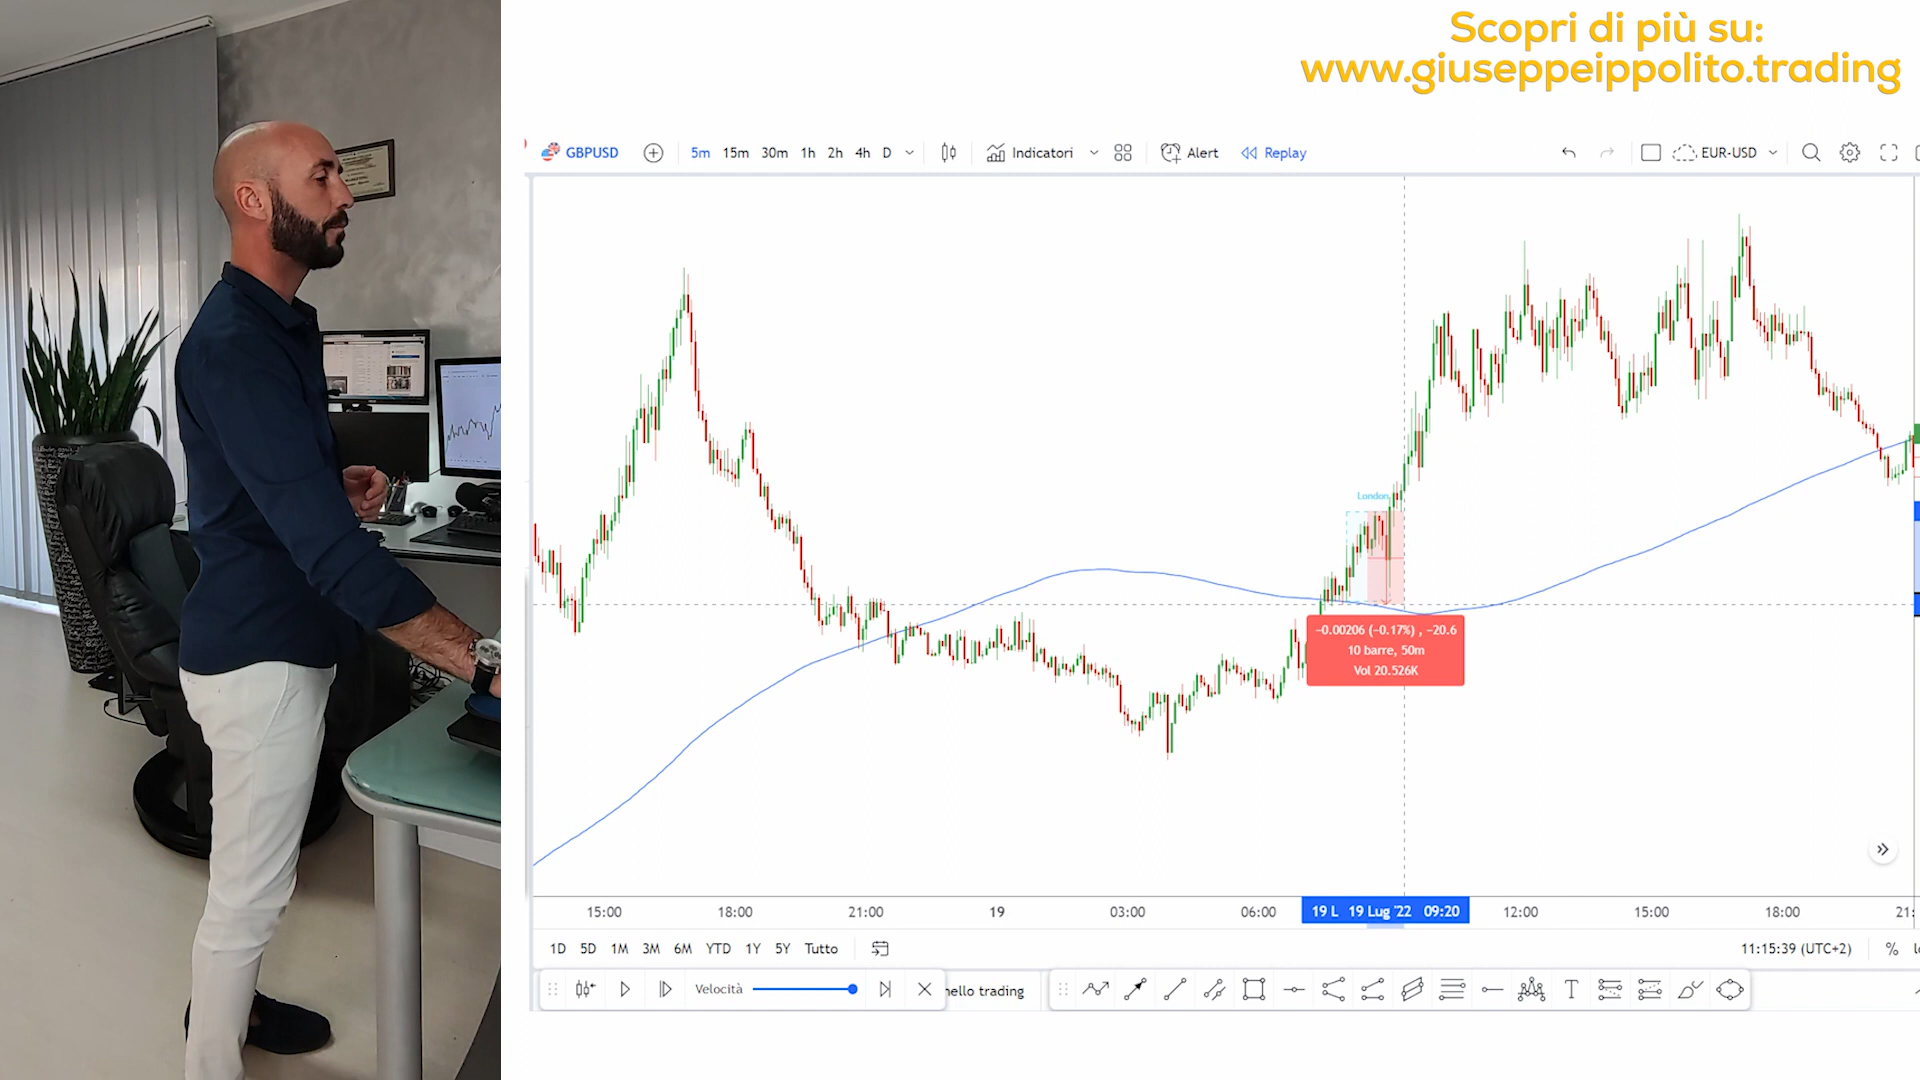 Scopri di più su:
www.giuseppeippolito.trading
GBPUSD 5m 15m 30m 1h 2h 4h D Indicatori Alert Replay EUR-USD
London
−0.00206 (−0.17%) , −20.6
10 barre, 50m
Vol 20.526K
15:00 18:00 21:00 19 03:00 06:00 19 L 19 Lug '22 09:20 12:00 15:00 18:00 21:
1D 5D 1M 3M 6M YTD 1Y 5Y Tutto 11:15:39 (UTC+2) %
Velocità nello trading